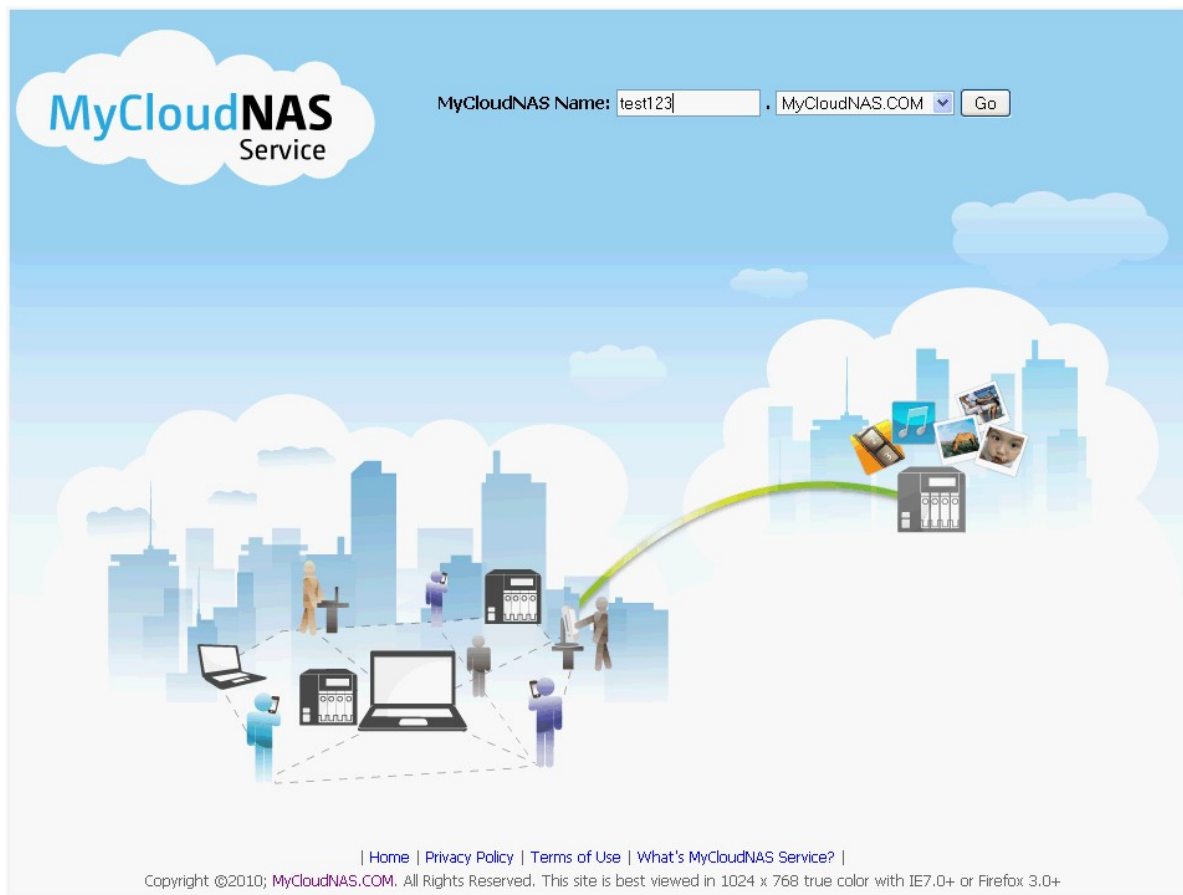 MyCloudNAS
Service
MyCloudNAS Name: test123 . MyCloudNAS.COM Go
| Home | Privacy Policy | Terms of Use | What's MyCloudNAS Service? |
Copyright ©2010; MyCloudNAS.COM. All Rights Reserved. This site is best viewed in 1024 x 768 true color with IE7.0+ or Firefox 3.0+